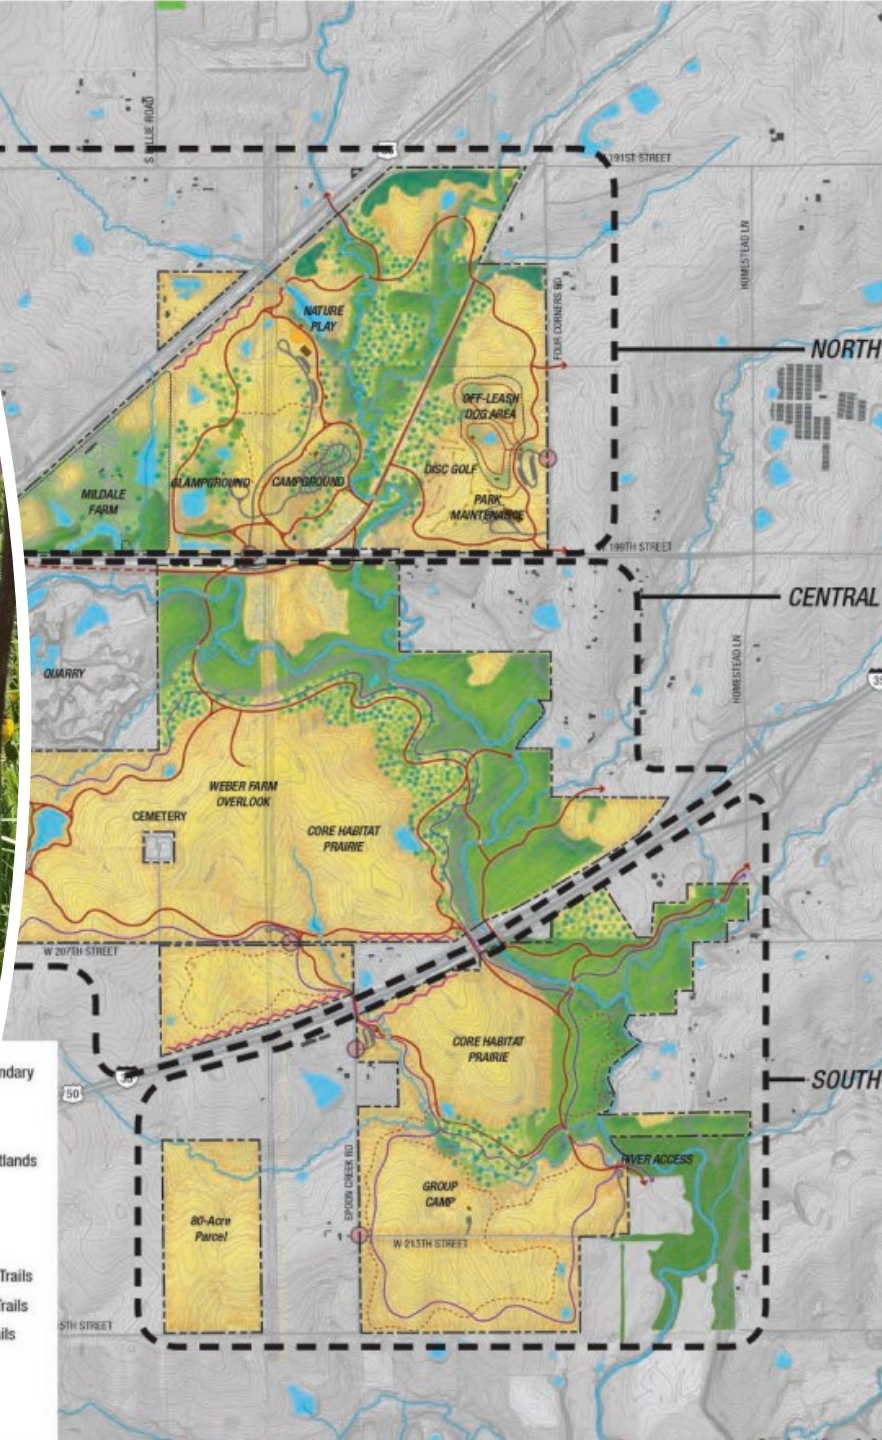 191ST STREET
HOMESTEAD LN
FOUR CORNERS RD
NATURE
PLAY
NORTH
OFF-LEASH
DOG AREA
DISC GOLF
GLAMPGROUND
CAMPGROUND
MILDALE
FARM
PARK
MAINTENANCE
W 199TH STREET
CENTRAL
HOMESTEAD LN
35
QUARRY
WEBER FARM
OVERLOOK
CEMETERY
CORE HABITAT
PRAIRIE
W 207TH STREET
CORE HABITAT
PRAIRIE
35
50
SOUTH
RIVER ACCESS
SPOON CREEK RD
GROUP
CAMP
80-Acre
Parcel
W 213TH STREET
5TH STREET
ndary
tlands
Trails
Trails
ils